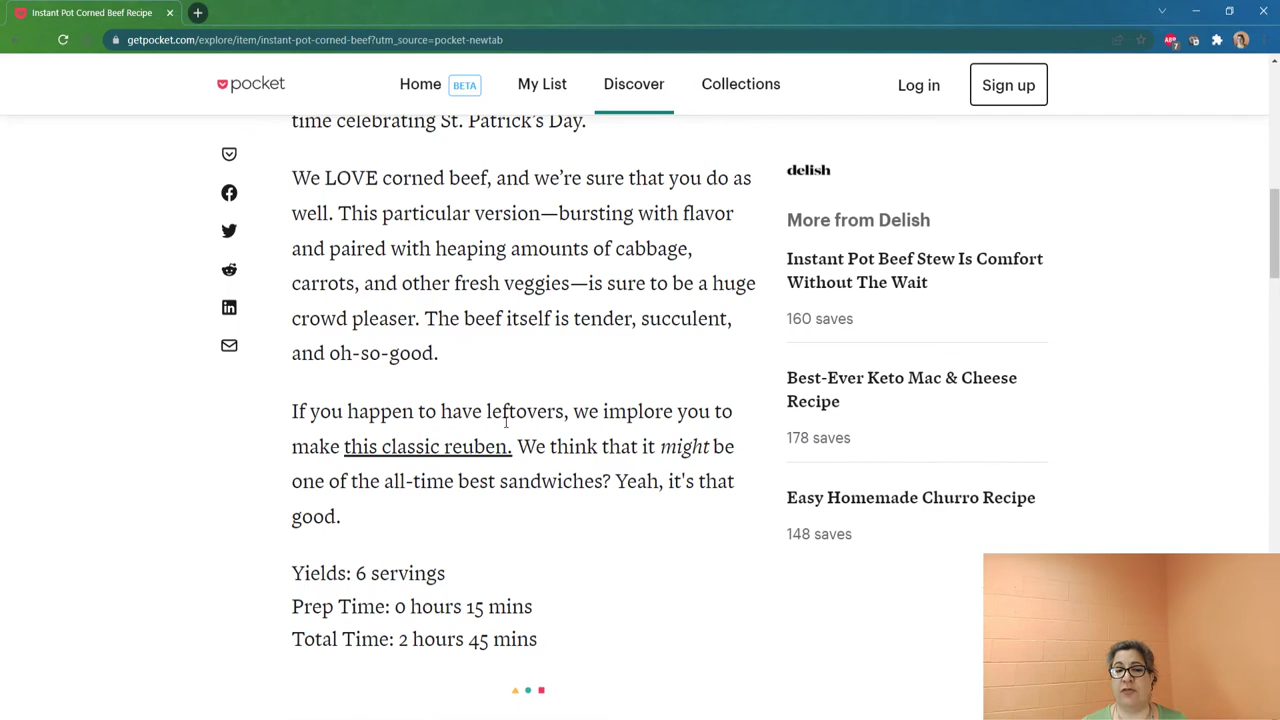 Instant Pot Corned Beef Recipe
getpocket.com/explore/item/instant-pot-corned-beef?utm_source=pocket-newtab
ABP
7
pocket
Home BETA My List Discover Collections Log in Sign up
time celebrating St. Patrick's Day.
We LOVE corned beef, and we’re sure that you do as
well. This particular version—bursting with flavor
and paired with heaping amounts of cabbage,
carrots, and other fresh veggies—is sure to be a huge
crowd pleaser. The beef itself is tender, succulent,
and oh-so-good.
If you happen to have leftovers, we implore you to
make this classic reuben. We think that it might be
one of the all-time best sandwiches? Yeah, it's that
good.
Yields: 6 servings
Prep Time: 0 hours 15 mins
Total Time: 2 hours 45 mins
delish
More from Delish
Instant Pot Beef Stew Is Comfort
Without The Wait
160 saves
Best-Ever Keto Mac & Cheese
Recipe
178 saves
Easy Homemade Churro Recipe
148 saves